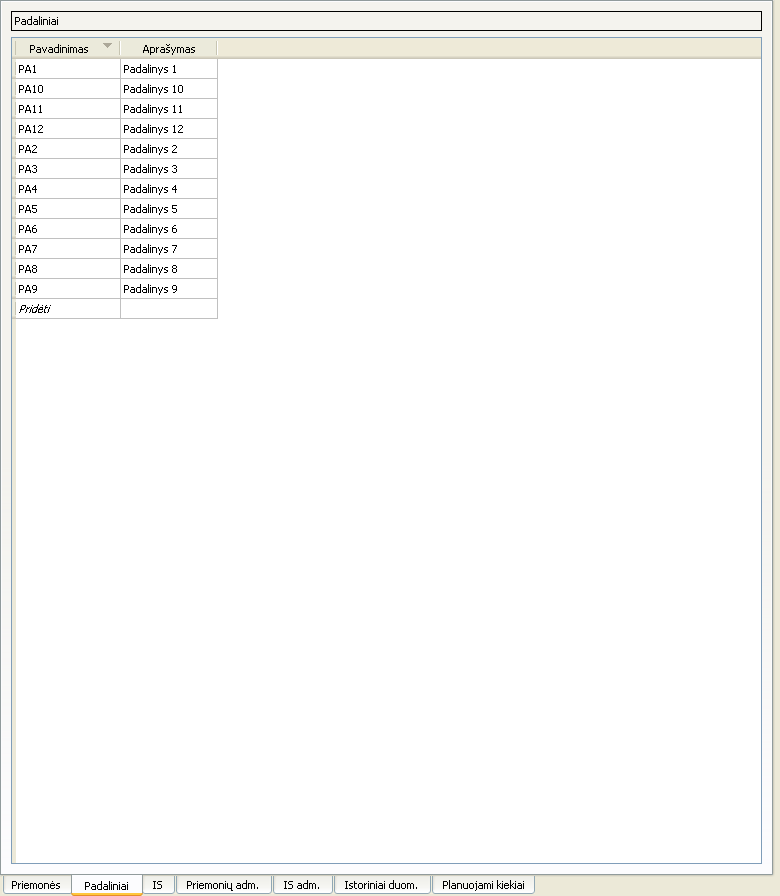 Padaliniai
Pavadinimas Aprašymas
PA1 Padalinys 1
PA10 Padalinys 10
PA11 Padalinys 11
PA12 Padalinys 12
PA2 Padalinys 2
PA3 Padalinys 3
PA4 Padalinys 4
PA5 Padalinys 5
PA6 Padalinys 6
PA7 Padalinys 7
PA8 Padalinys 8
PA9 Padalinys 9
Pridėti
Priemonės Padaliniai IS Priemonių adm. IS adm. Istoriniai duom. Planuojami kiekiai